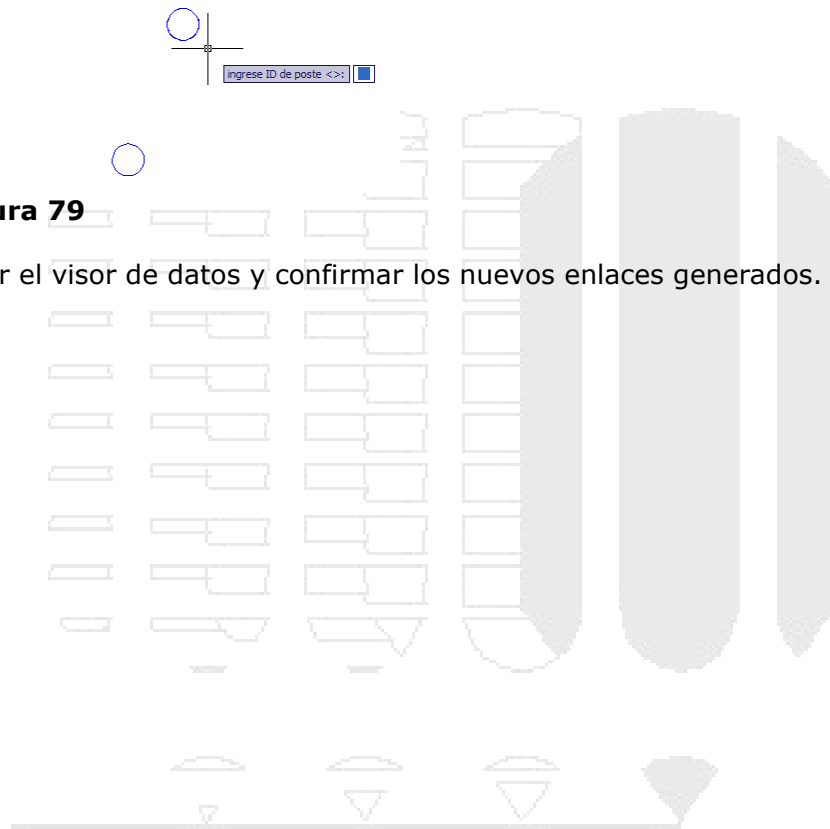 ingrese ID de poste <>:
ura 79
r el visor de datos y confirmar los nuevos enlaces generados.